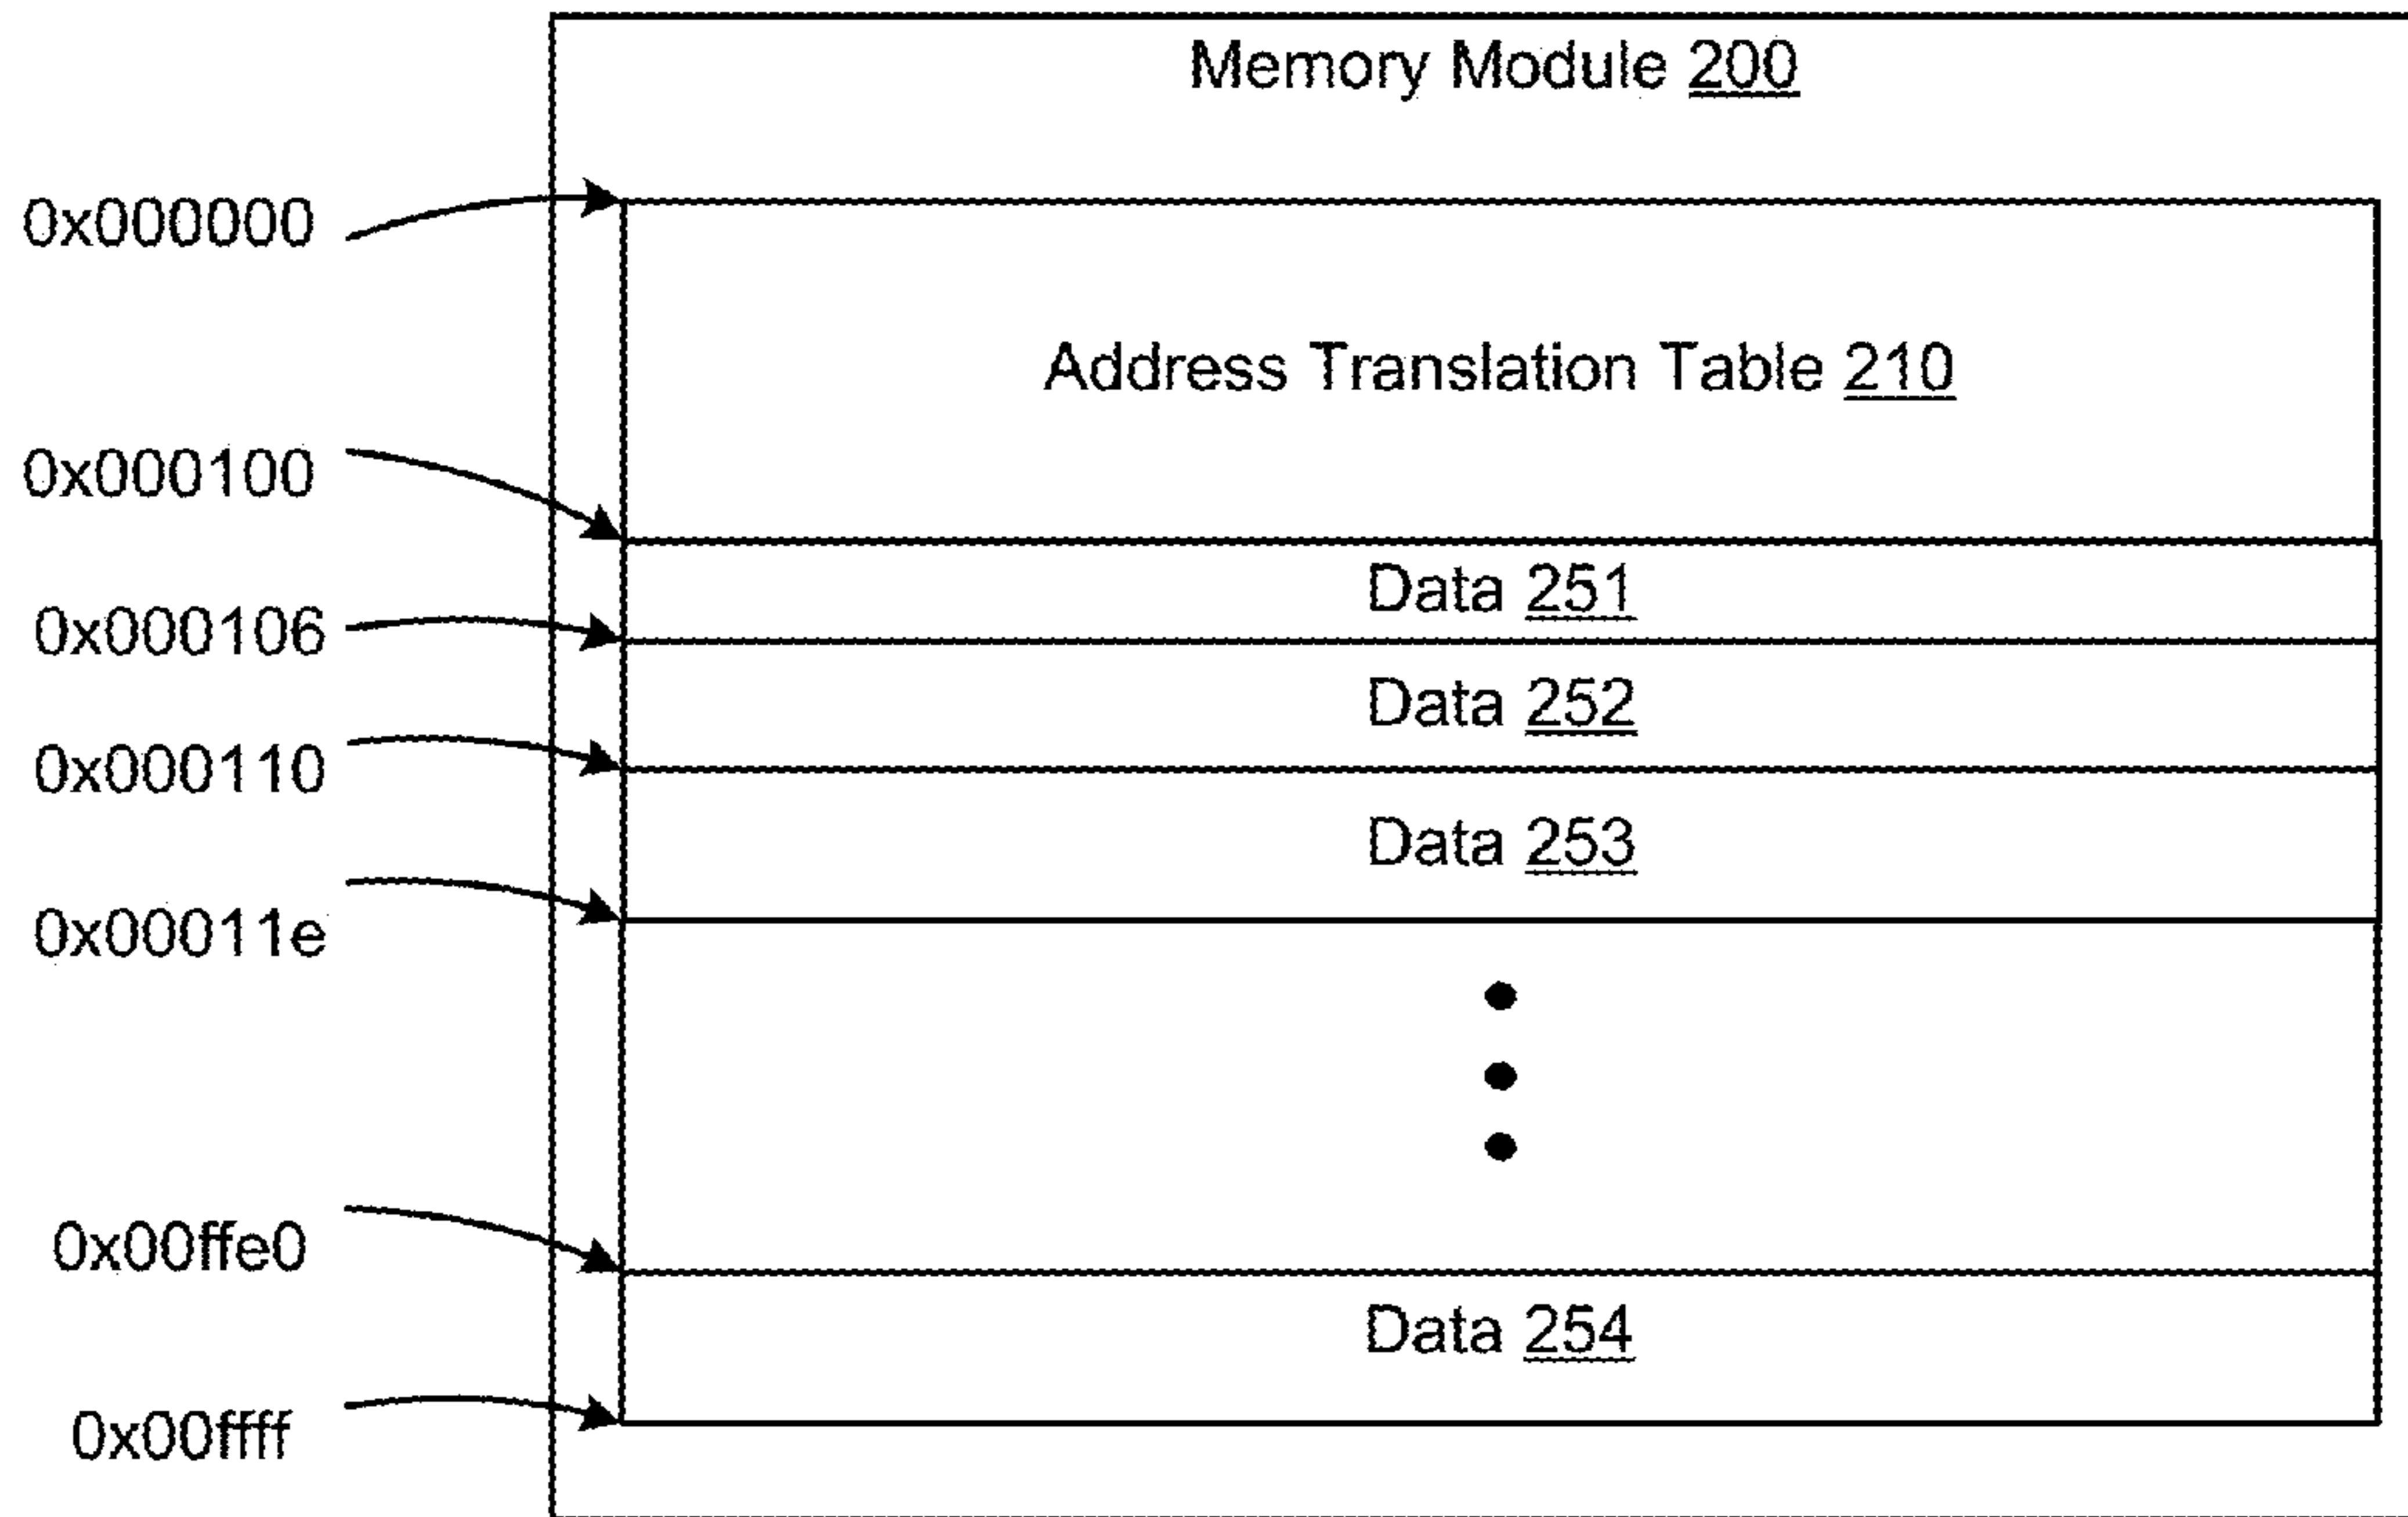 Memory Module 200
0x000000
Address Translation Table 210
0x000100
Data 251
0x000106
Data 252
0x000110
Data 253
0x00011e
0x00ffe0
Data 254
0x00ffff